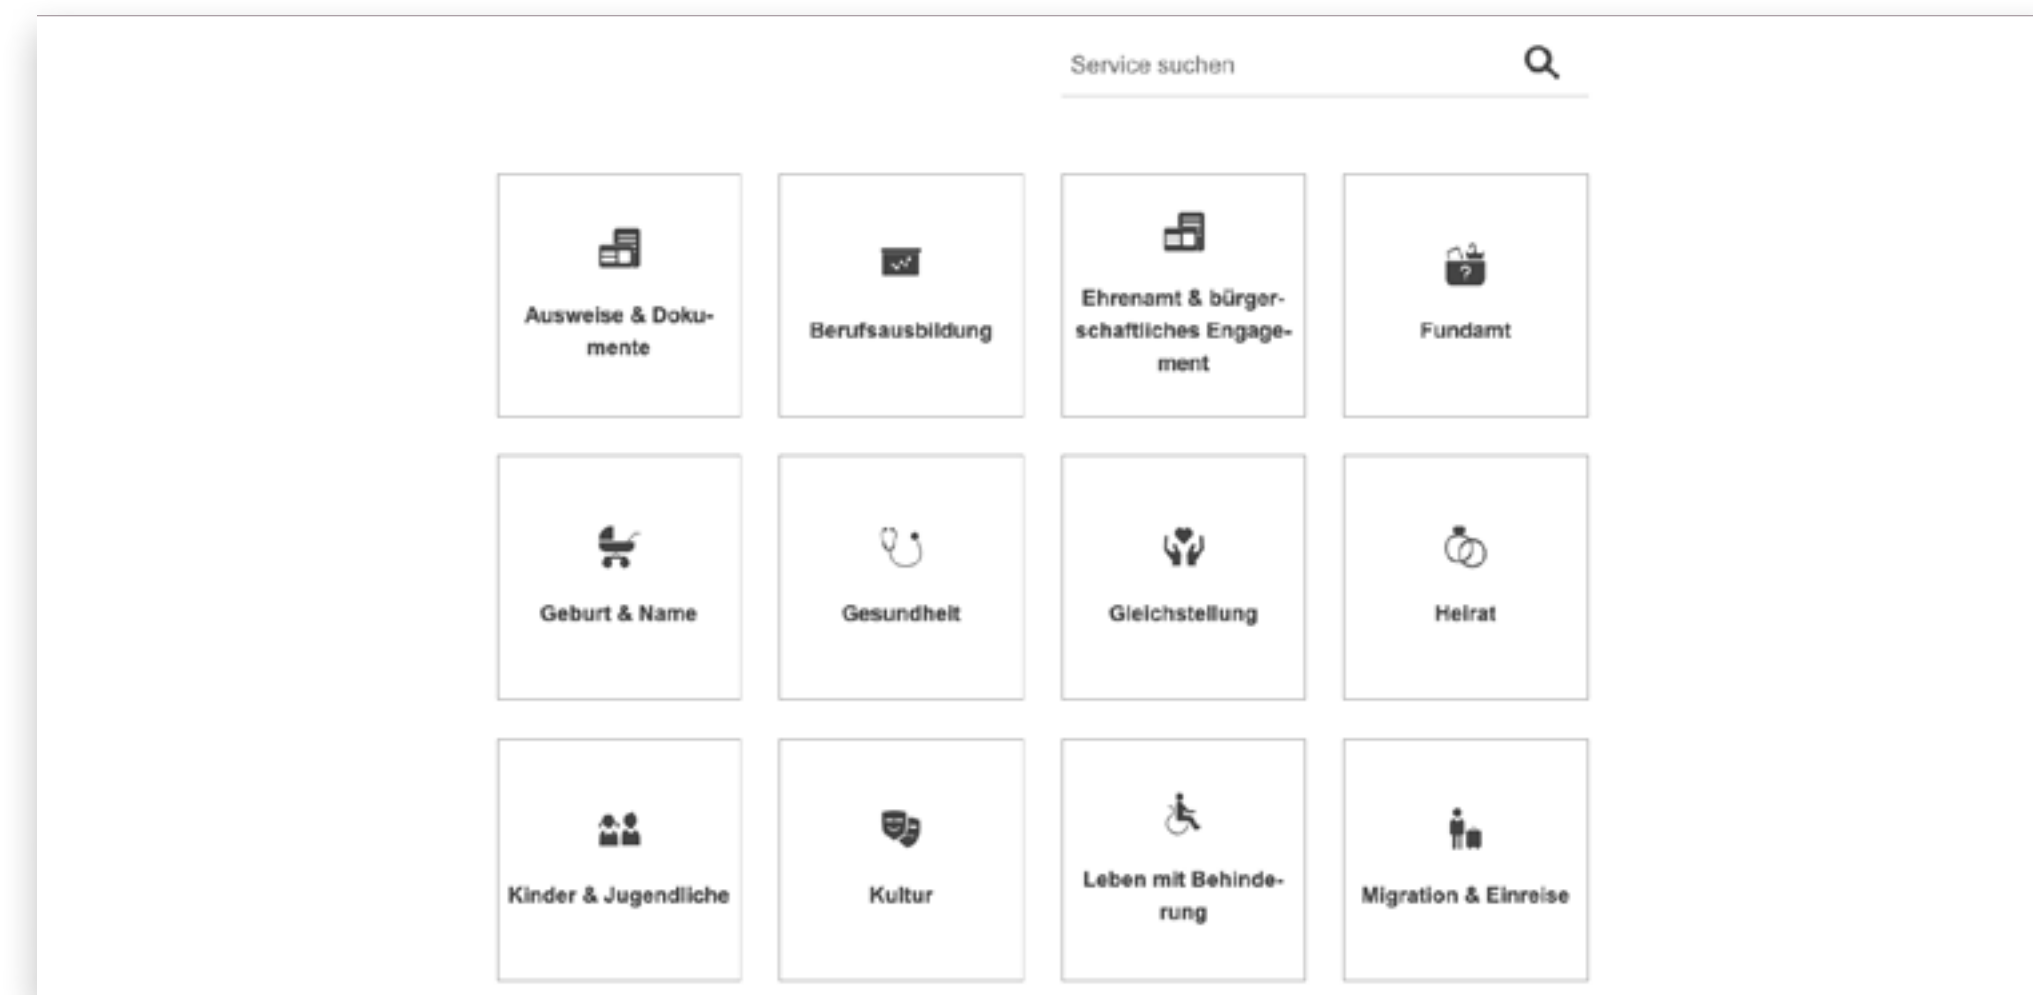 Service suchen
Ausweise & Doku-
mente
Berufsausbildung
Ehrenamt & bürger-
schaftliches Engage-
ment
Fundamt
Geburt & Name
Gesundheit
Gleichstellung
Heirat
Kinder & Jugendliche
Kultur
Leben mit Behinde-
rung
Migration & Einreise